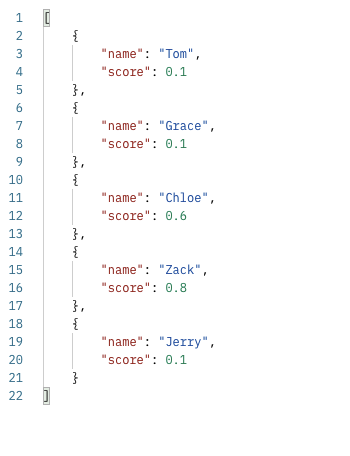 1 [
2     {
3         "name": "Tom",
4         "score": 0.1
5     },
6     {
7         "name": "Grace",
8         "score": 0.1
9     },
10     {
11         "name": "Chloe",
12         "score": 0.6
13     },
14     {
15         "name": "Zack",
16         "score": 0.8
17     },
18     {
19         "name": "Jerry",
20         "score": 0.1
21     }
22 ]